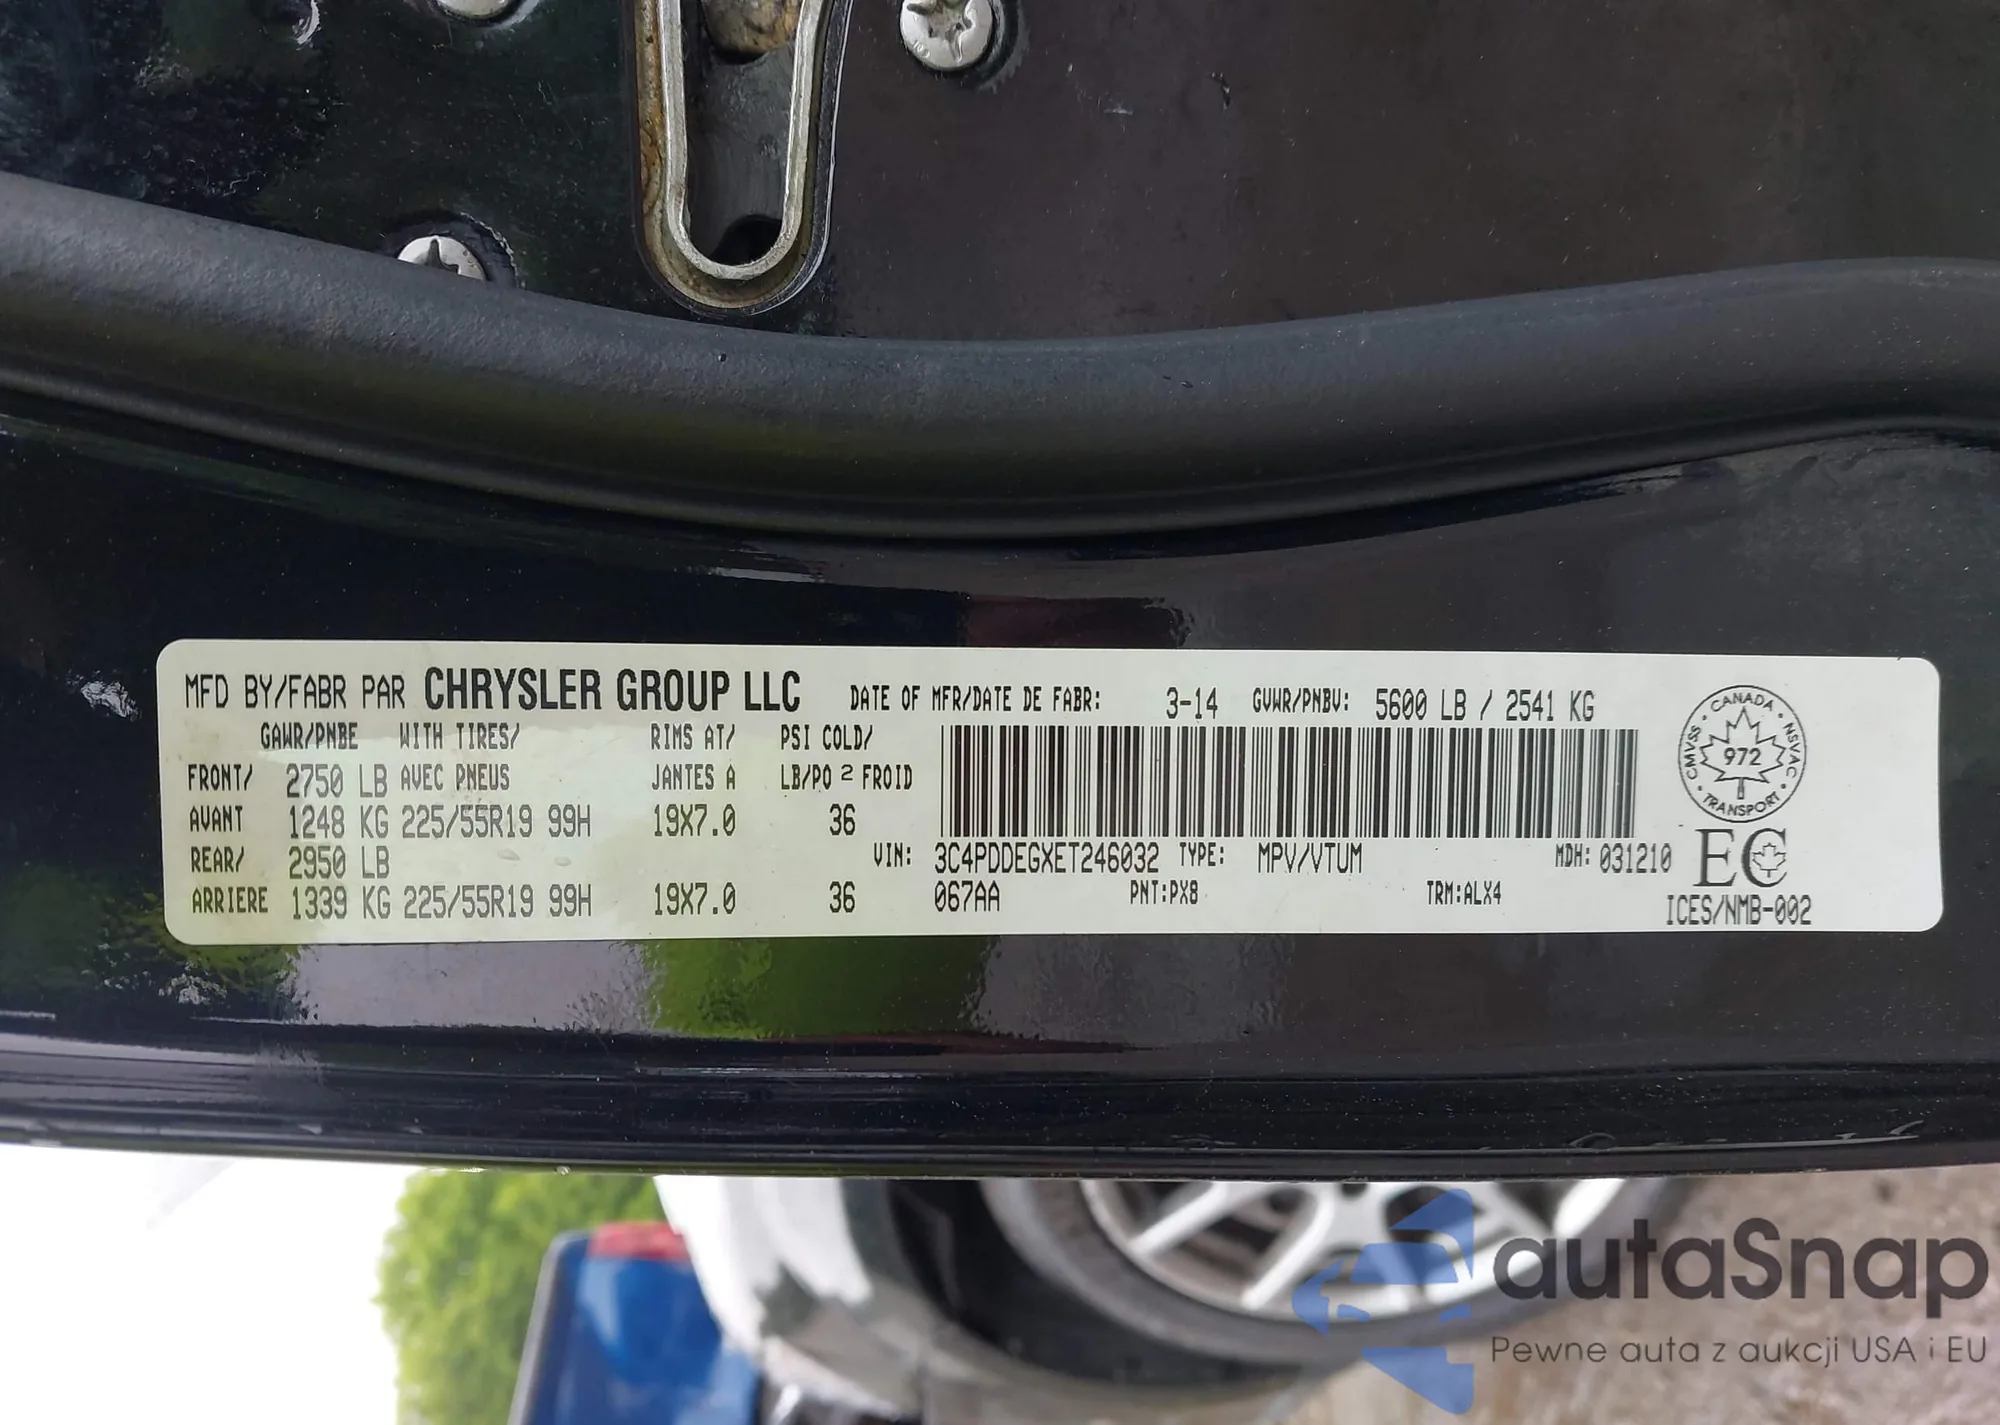 MFD BY/FABR PAR CHRYSLER GROUP LLC DATE OF MFR/DATE DE FABR: 3-14 GVWR/PNBV: 5600 LB / 2541 KG
GAWR/PNBE WITH TIRES/ RIMS AT/ PSI COLD/
FRONT/ 2750 LB AVEC PNEUS JANTES A LB/PO 2 FROID
AVANT 1248 KG 225/55R19 99H 19X7.0 36
REAR/ 2950 LB VIN: 3C4PDDEGXET246032 TYPE: MPV/VTUM MDH: 031210
ARRIERE 1339 KG 225/55R19 99H 19X7.0 36 067AA PNT:PX8 TRM:ALX4
CANADA · NSVAC · TRANSPORT · CMVSS ·
972
EC
ICES/NMB-002
autaSnap
Pewne auta z aukcji USA i EU